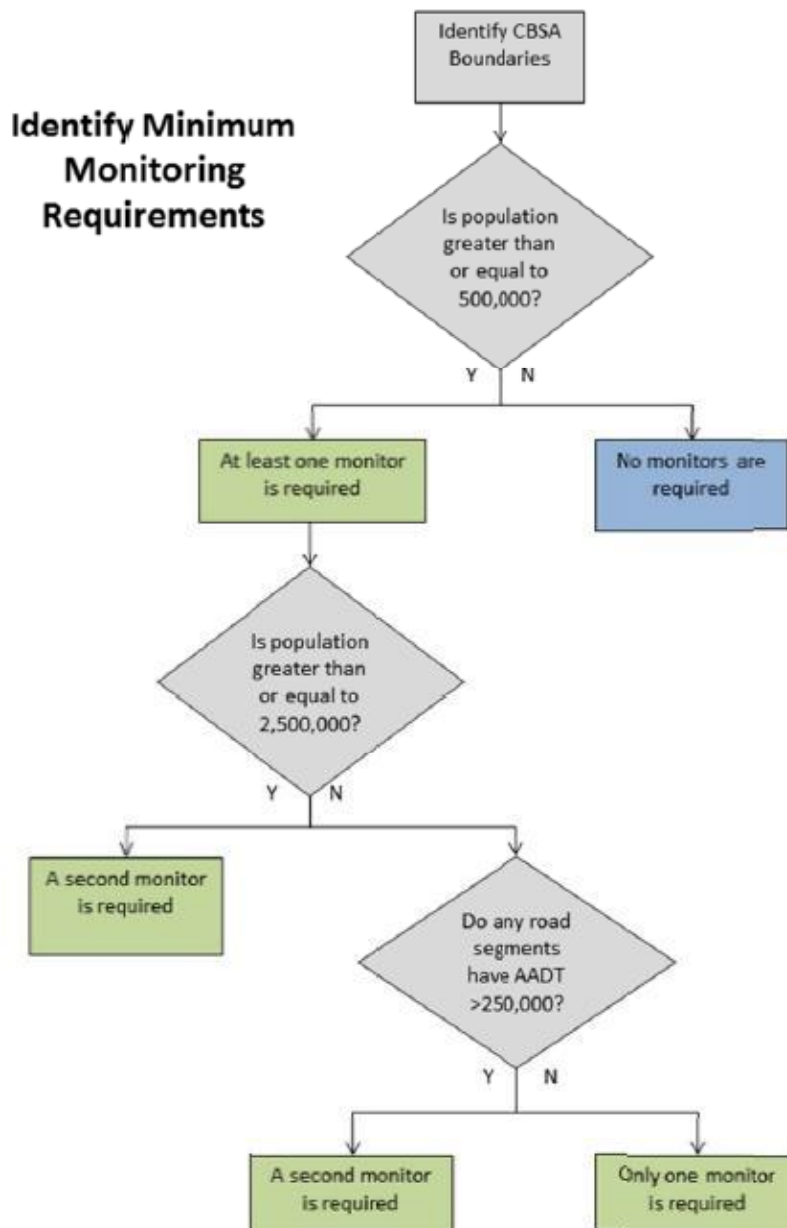 Identify CBSA
Boundaries
Identify Minimum
Monitoring
Requirements
Is population
greater than
or equal to
500,000?
Y N
At least one monitor
is required
No monitors are
required
Is population
greater than
or equal to
2,500,000?
Y N
A second monitor
is required
Do any road
segments
have AADT
>250,000?
Y N
A second monitor
is required
Only one monitor
is required